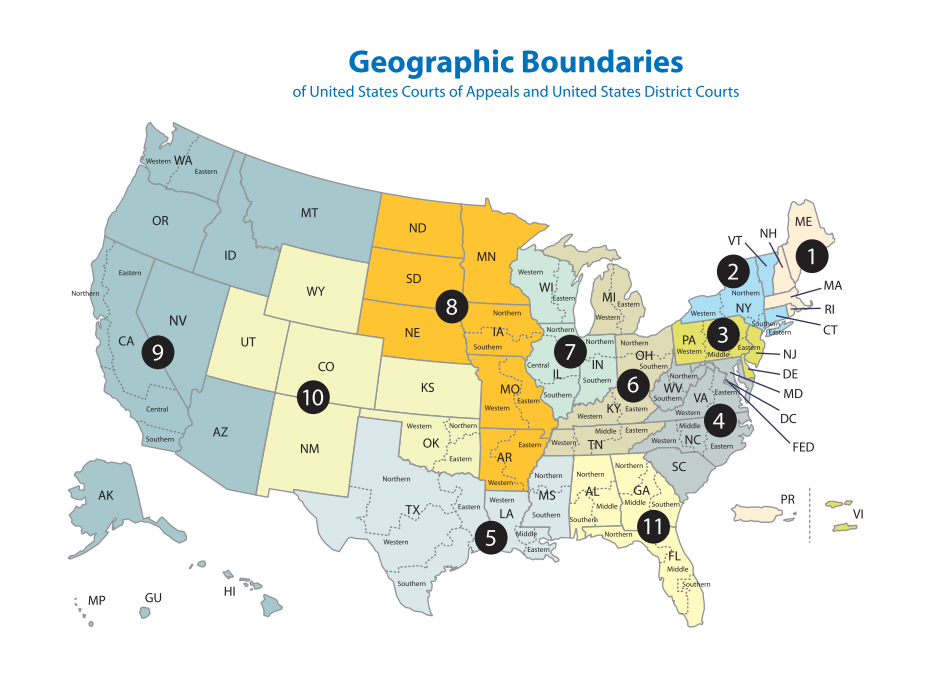 Geographic Boundaries
of United States Courts of Appeals and United States District Courts
Western
WA
Eastern
OR
ID
MT
Eastern
Northern
CA
NV
9
Central
Southern
AZ
AK
MP
GU
HI
WY
UT
CO
10
NM
KS
Western
Northern
OK
Eastern
ND
SD
NE
8
MN
Northern
IA
Southern
MO
Western
Eastern
AR
Eastern
Western
Northern
TX
Eastern
Western
Southern
Western
LA
5
Middle
Eastern
Northern
MS
Southern
Western
WI
Eastern
Northern
7
Central
IL
Southern
Northern
IN
Southern
MI
Eastern
Western
Northern
OH
Southern
6
KY
Western
Eastern
Western
Middle
Eastern
TN
Northern
AL
Middle
Southern
Northern
GA
Middle
Southern
11
Northern
FL
Middle
Southern
Northern
WV
Southern
VA
Eastern
Western
4
Middle
Western
NC
Eastern
SC
PA
3
Western
Middle
Eastern
2
Northern
Western
NY
Southern
Eastern
VT
NH
ME
1
MA
RI
CT
NJ
DE
MD
DC
FED
PR
VI